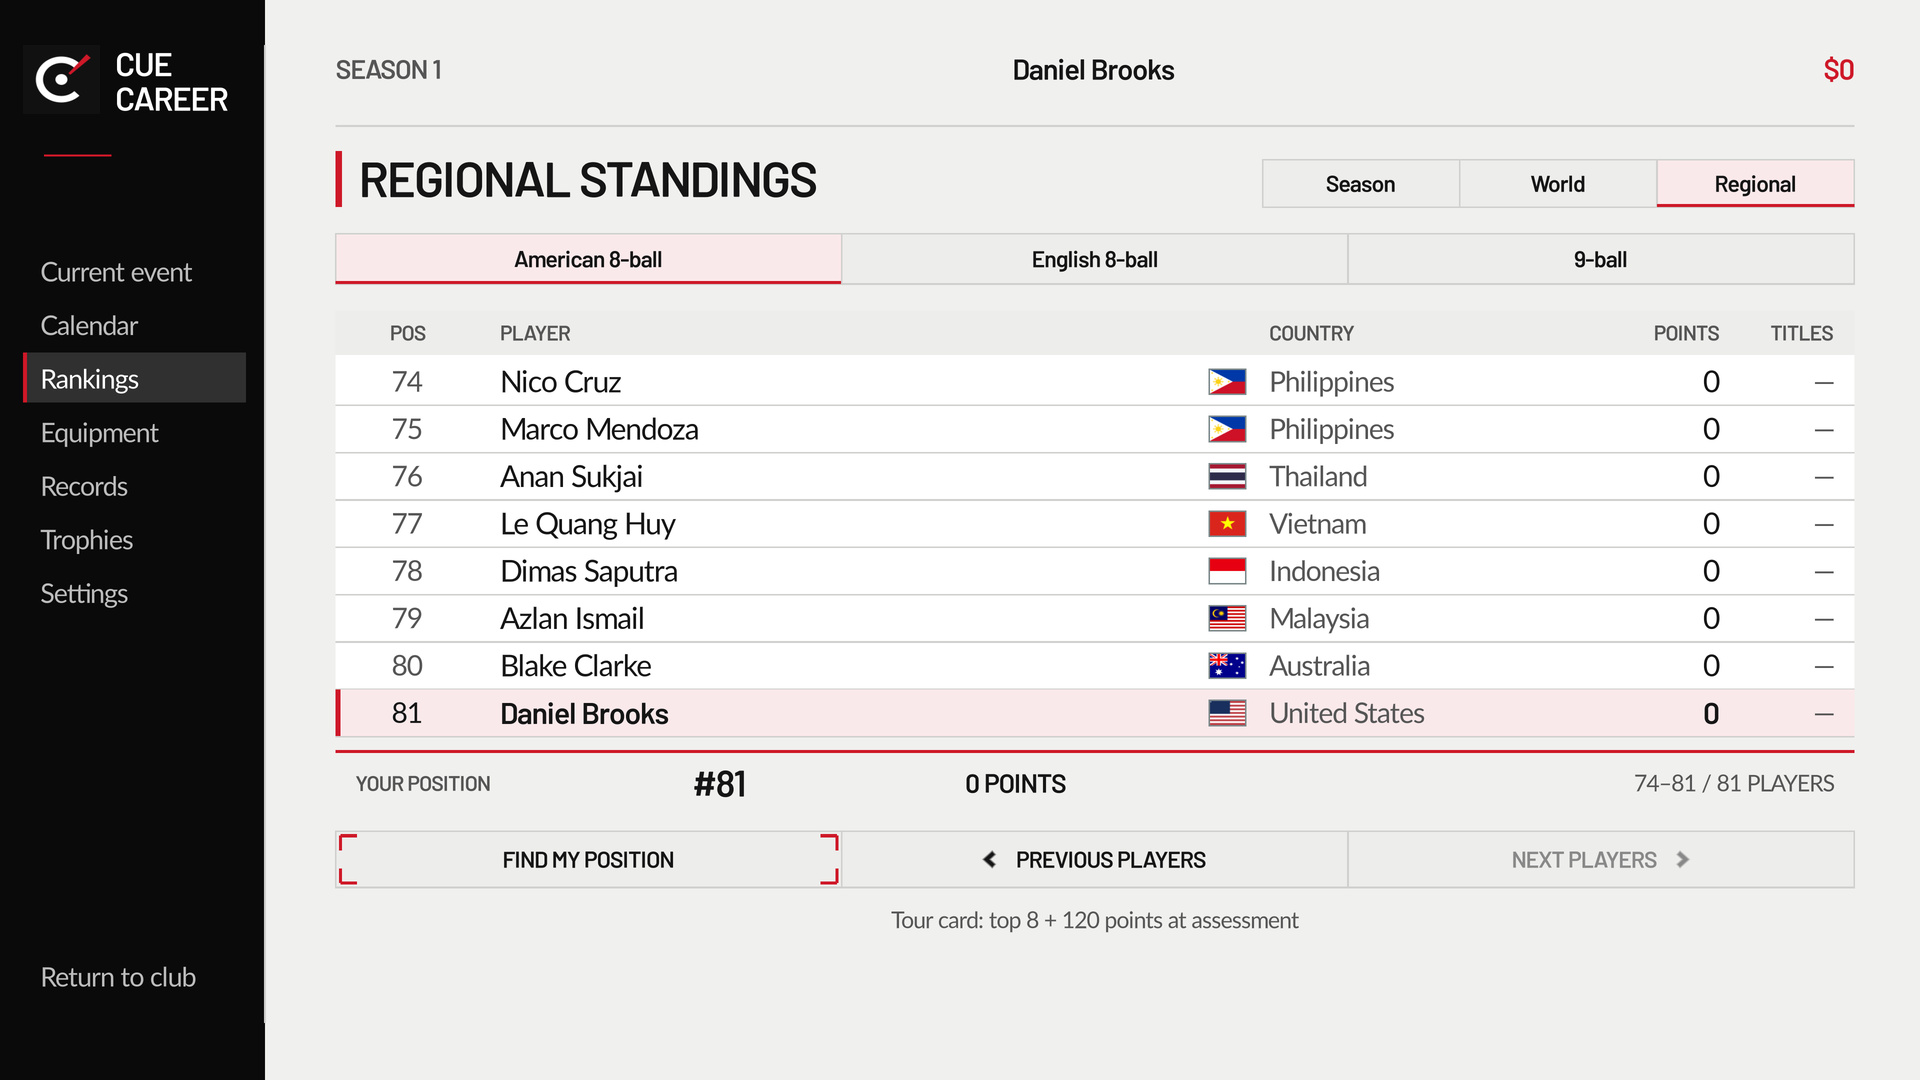 CUE
CAREER
Current event
Calendar
Rankings
Equipment
Records
Trophies
Settings
Return to club
SEASON 1 Daniel Brooks $0
REGIONAL STANDINGS
Season World Regional
American 8-ball English 8-ball 9-ball
POS PLAYER COUNTRY POINTS TITLES
74 Nico Cruz Philippines 0 —
75 Marco Mendoza Philippines 0 —
76 Anan Sukjai Thailand 0 —
77 Le Quang Huy Vietnam 0 —
78 Dimas Saputra Indonesia 0 —
79 Azlan Ismail Malaysia 0 —
80 Blake Clarke Australia 0 —
81 Daniel Brooks United States 0 —
YOUR POSITION #81 0 POINTS 74–81 / 81 PLAYERS
FIND MY POSITION PREVIOUS PLAYERS NEXT PLAYERS
Tour card: top 8 + 120 points at assessment